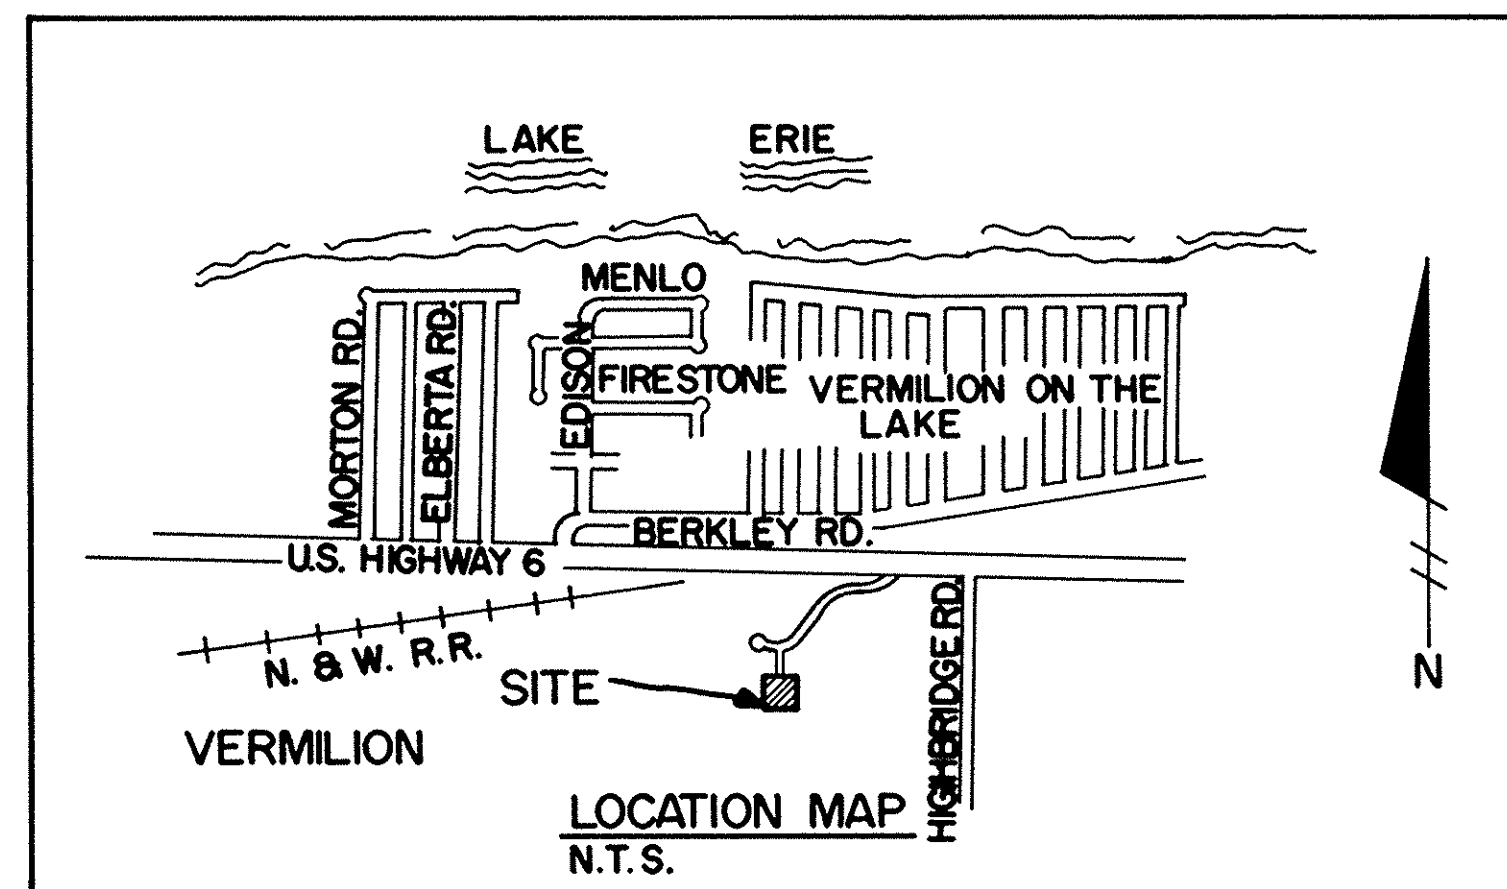 LAKE ERIE
MENLO
MORTON RD.
ELBERTA RD.
EDISON
FIRESTONE
VERMILION ON THE
LAKE
BERKLEY RD.
U.S. HIGHWAY 6
N. & W. R.R.
HIGHBRIDGE RD.
SITE
N
VERMILION
LOCATION MAP
N.T.S.